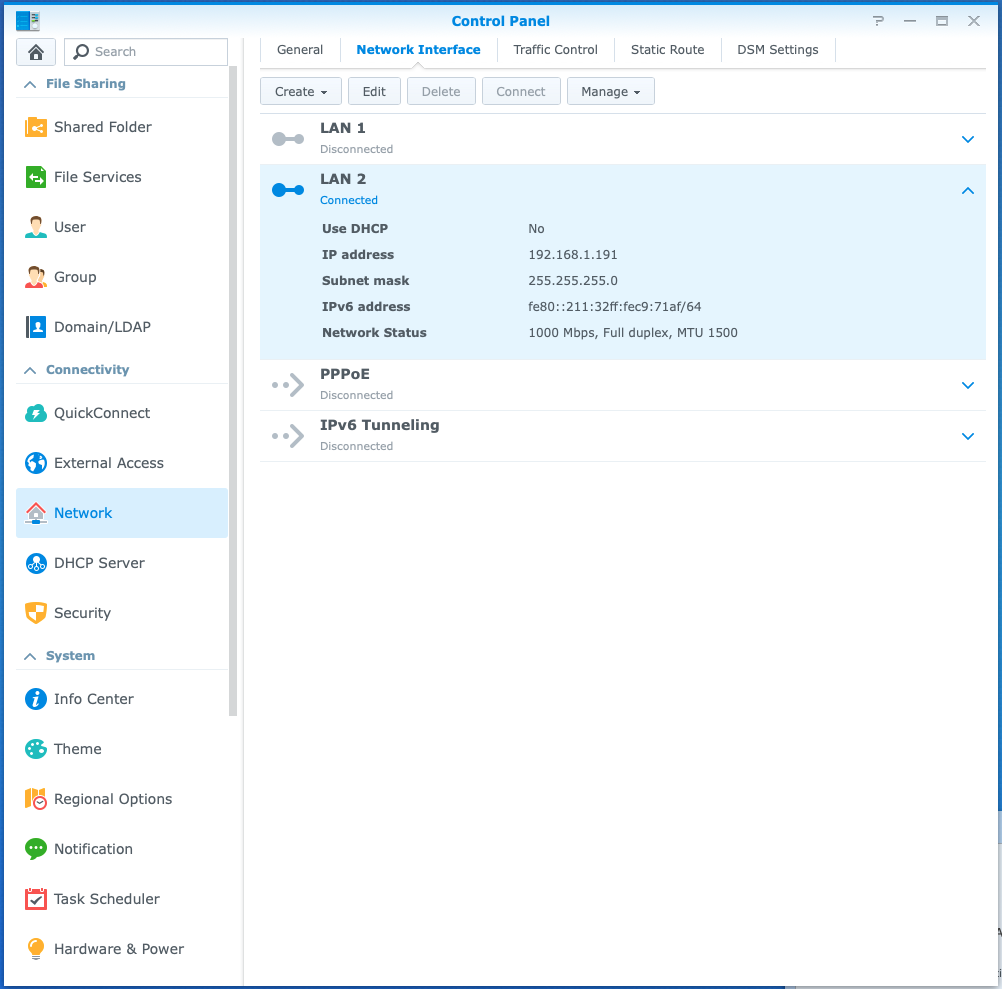 Control Panel
Search
General
Network Interface
Traffic Control
Static Route
DSM Settings
Create
Edit
Delete
Connect
Manage
File Sharing
Shared Folder
File Services
User
Group
Domain/LDAP
Connectivity
QuickConnect
External Access
Network
DHCP Server
Security
System
Info Center
Theme
Regional Options
Notification
Task Scheduler
Hardware & Power
LAN 1
Disconnected
LAN 2
Connected
Use DHCP No
IP address 192.168.1.191
Subnet mask 255.255.255.0
IPv6 address fe80::211:32ff:fec9:71af/64
Network Status 1000 Mbps, Full duplex, MTU 1500
PPPoE
Disconnected
IPv6 Tunneling
Disconnected